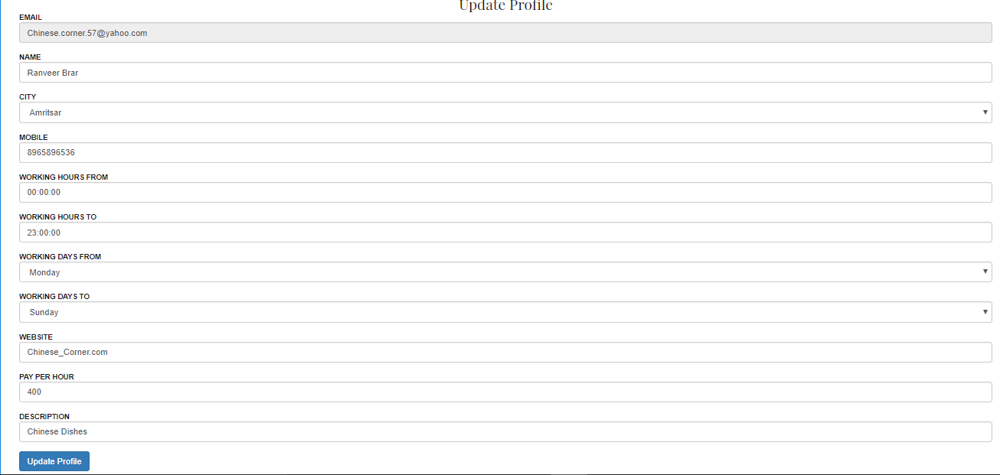 Update Profile
EMAIL
Chinese.corner.57@yahoo.com
NAME
Ranveer Brar
CITY
Amritsar
MOBILE
8965896536
WORKING HOURS FROM
00:00:00
WORKING HOURS TO
23:00:00
WORKING DAYS FROM
Monday
WORKING DAYS TO
Sunday
WEBSITE
Chinese_Corner.com
PAY PER HOUR
400
DESCRIPTION
Chinese Dishes
Update Profile